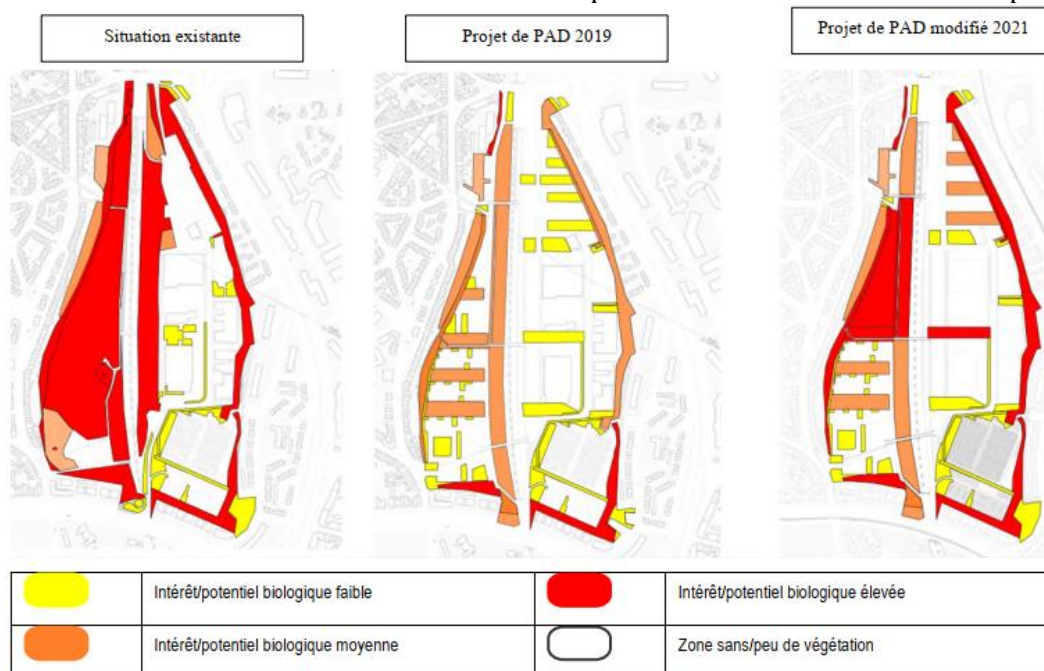 Situation existante
Projet de PAD 2019
Projet de PAD modifié 2021
Intérêt/potentiel biologique faible
Intérêt/potentiel biologique élevée
Intérêt/potentiel biologique moyenne
Zone sans/peu de végétation